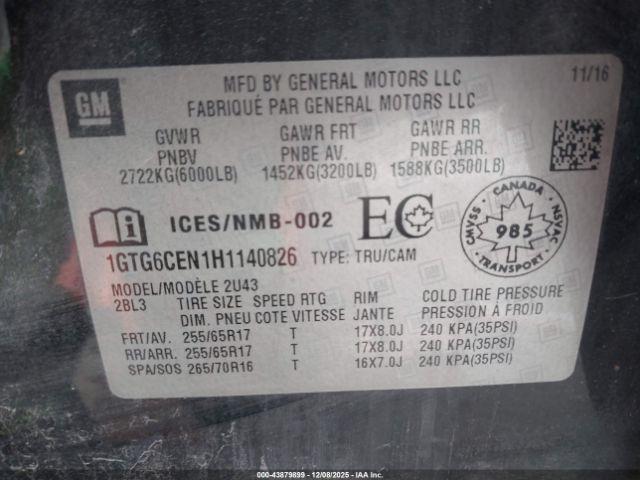 GM
MFD BY GENERAL MOTORS LLC
11/16
FABRIQUÉ PAR GENERAL MOTORS LLC
GVWR GAWR FRT GAWR RR
PNBV PNBE AV. PNBE ARR.
2722KG(6000LB) 1452KG(3200LB) 1588KG(3500LB)
i ICES/NMB-002 EC
CANADA
CMVSS 985 NSVAC
TRANSPORT
1GTG6CEN1H1140826 TYPE: TRU/CAM
MODEL/MODÈLE 2U43
2BL3 TIRE SIZE SPEED RTG RIM COLD TIRE PRESSURE
DIM. PNEU COTE VITESSE JANTE PRESSION À FROID
FRT/AV. 255/65R17 T 17X8.0J 240 KPA(35PSI)
RR/ARR. 255/65R17 T 17X8.0J 240 KPA(35PSI)
SPA/SOS 265/70R16 T 16X7.0J 240 KPA(35PSI)
000-43879899 - 12/08/2025 - IAA Inc.